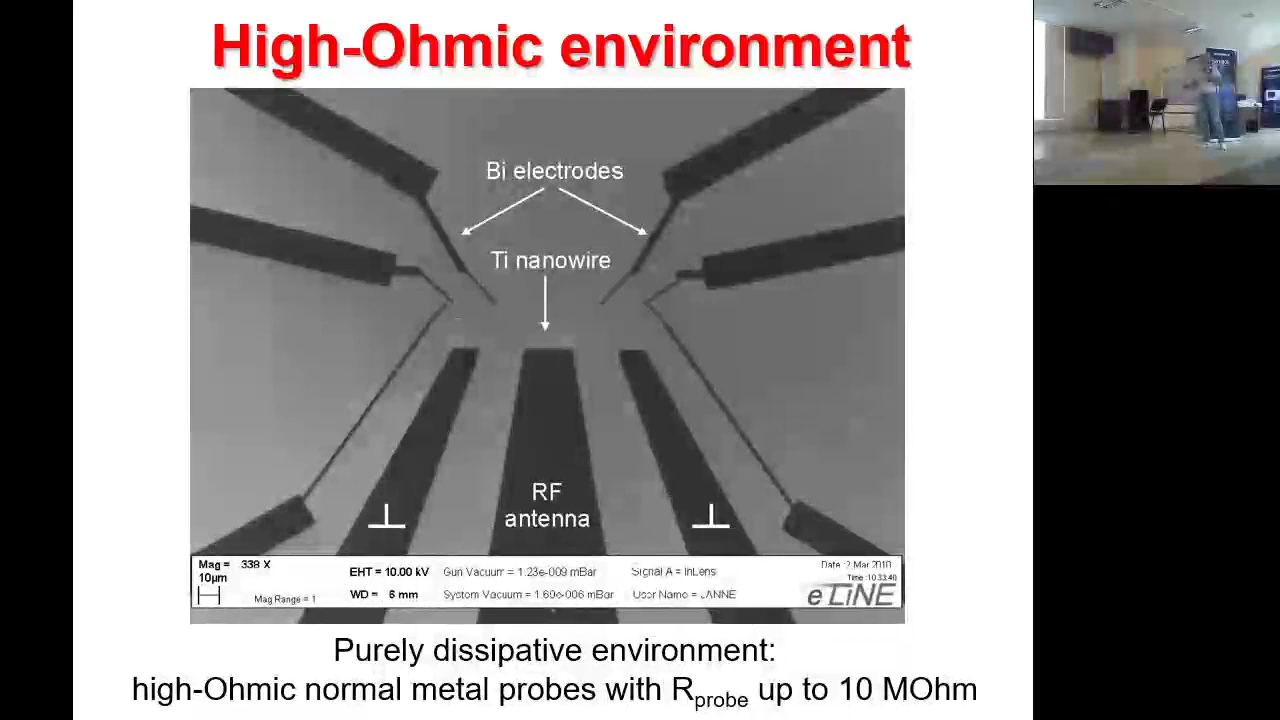 High-Ohmic environment
Bi electrodes
Ti nanowire
RF
antenna
Mag = 338 X
10µm
Mag Range = 1
EHT = 10.00 kV
WD = 6 mm
Gun Vacuum = 1.23e-009 mBar
System Vacuum = 1.69e-006 mBar
Signal A = InLens
User Name = JANNE
Date :2 Mar 2010
Time :10:33:40
eLiNE
Purely dissipative environment:
high-Ohmic normal metal probes with Rprobe up to 10 MOhm